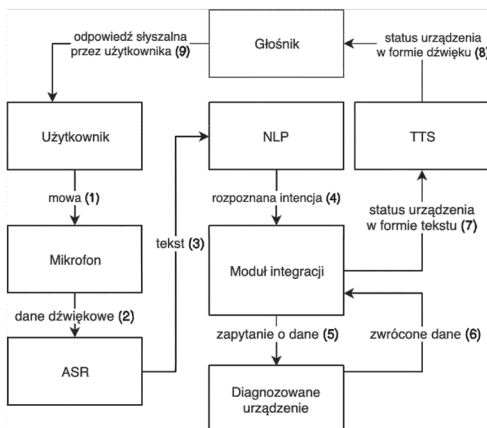 odpowiedź słyszalna
przez użytkownika (9)
Głośnik
status urządzenia
w formie dźwięku (8)
Użytkownik
NLP
TTS
mowa (1)
rozpoznana intencja (4)
status urządzenia
w formie tekstu (7)
tekst (3)
Mikrofon
Moduł integracji
dane dźwiękowe (2)
zapytanie o dane (5)
zwrócone dane (6)
ASR
Diagnozowane
urządzenie